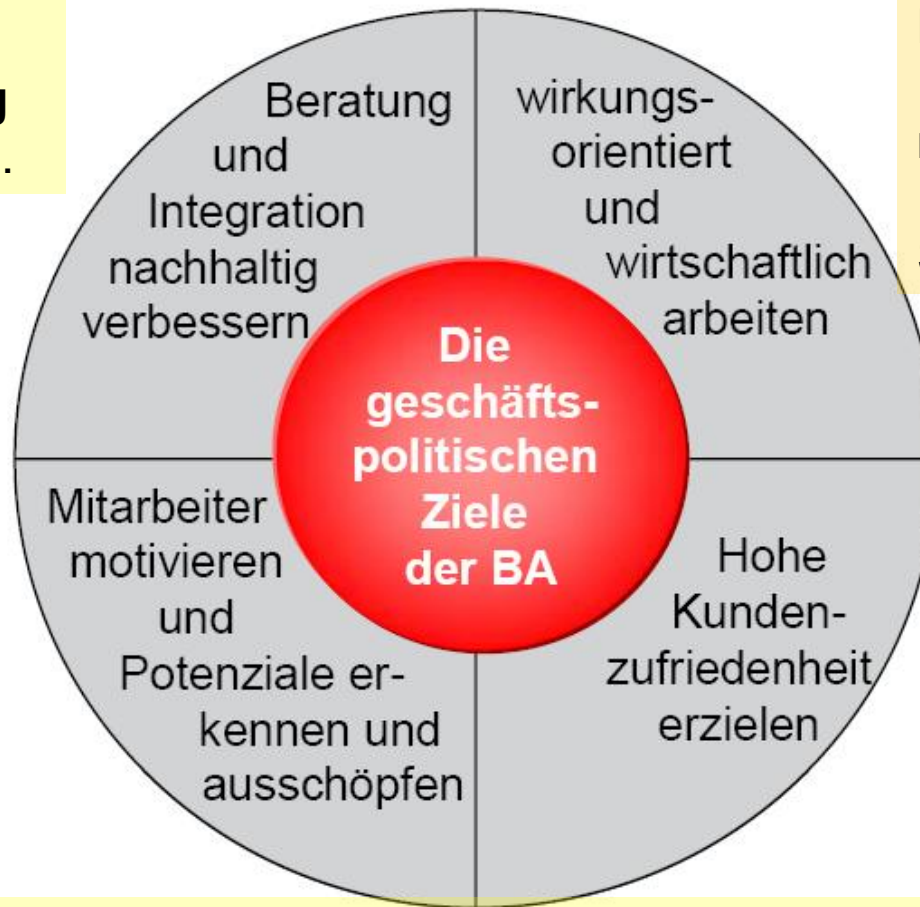 Beratung
und
Integration
nachhaltig
verbessern
wirkungs-
orientiert
und
wirtschaftlich
arbeiten
Die
geschäfts-
politischen
Ziele
der BA
Mitarbeiter
motivieren
und
Potenziale er-
kennen und
ausschöpfen
Hohe
Kunden-
zufriedenheit
erzielen